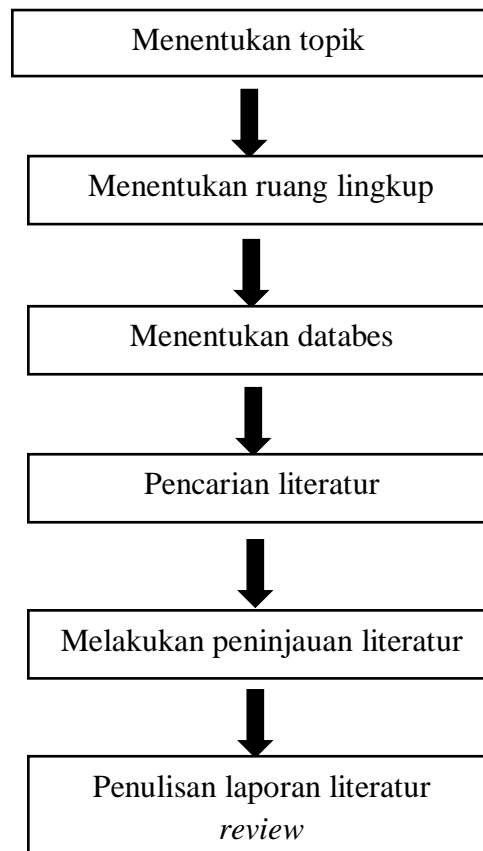 Menentukan topik
Menentukan ruang lingkup
Menentukan databes
Pencarian literatur
Melakukan peninjauan literatur
Penulisan laporan literatur
review